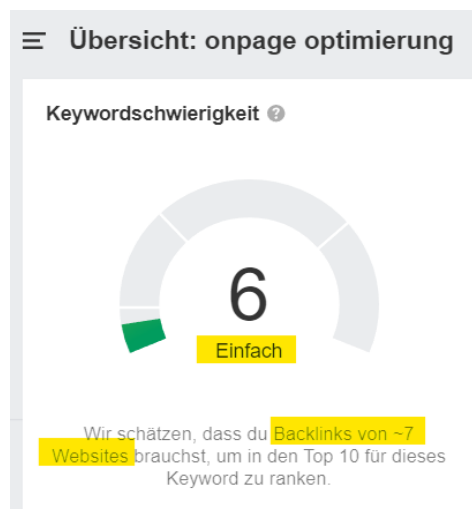 Übersicht: onpage optimierung
Keywordschwierigkeit ?
6
Einfach
Wir schätzen, dass du Backlinks von ~7
Websites brauchst, um in den Top 10 für dieses
Keyword zu ranken.